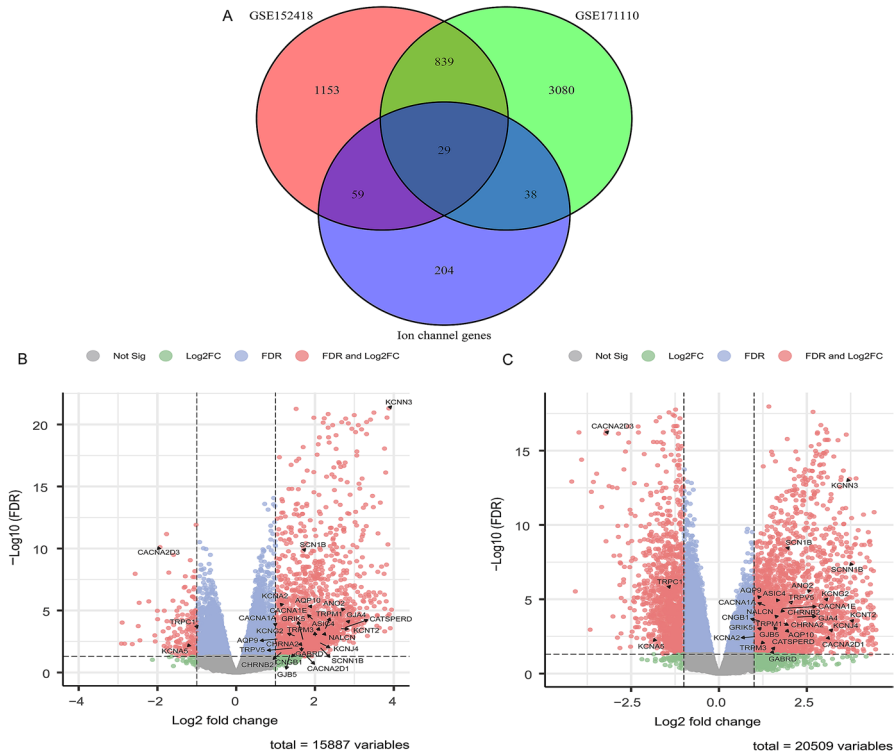 A
GSE152418
GSE171110
839
1153
3080
29
59
38
204
Ion channel genes
B
Not Sig
Log2FC
FDR
FDR and Log2FC
−Log10 (FDR)
20
15
10
5
0
KCNN3
CACNA2D3
SCN1B
KCNA2
AQP10
ANO2
CACNA1E
TRPM1
GJA4
CATSPERD
CACNA1A
GRIK5
ASIC4
TRPC1
KCNG2
TRPM3
KCNT2
AQP9
NALCN
CHRNA2
KCNA5
TRPV5
GABRD
KCNJ4
CHRNB2
CNGB1
SCNN1B
CACNA2D1
GJB5
−4
−2
0
2
4
Log2 fold change
total = 15887 variables
C
Not Sig
Log2FC
FDR
FDR and Log2FC
−Log10 (FDR)
15
10
5
0
CACNA2D3
KCNN3
SCN1B
SCNN1B
TRPC1
AQP9
ASIC4
ANO2
TRPV5
KCNG2
CACNA1A
NALCN
CACNA1E
CNGB1
CHRNB2
GJA4
KCNT2
GRIK5
TRPM1
CHRNA2
KCNJ4
KCNA2
GJB5
AQP10
KCNA5
TRPM3
CATSPERD
CACNA2D1
GABRD
−2.5
0.0
2.5
Log2 fold change
total = 20509 variables